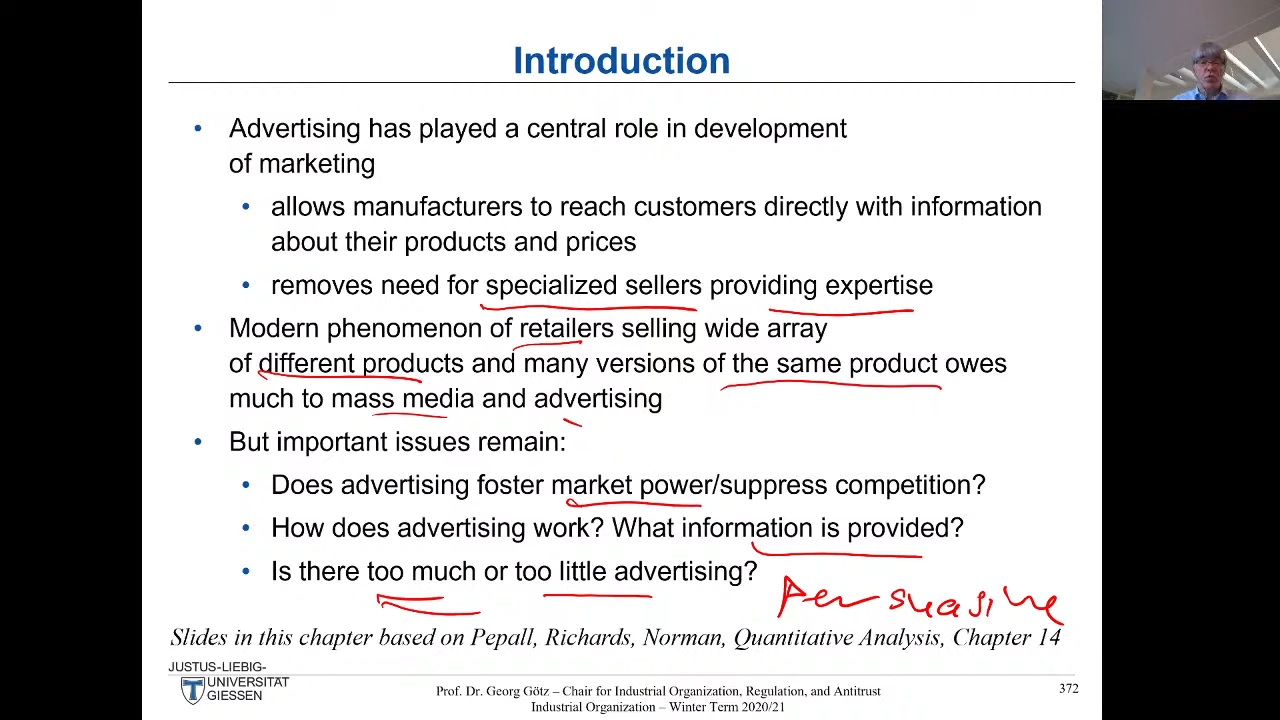 Introduction
• Advertising has played a central role in development
of marketing
• allows manufacturers to reach customers directly with information
about their products and prices
• removes need for specialized sellers providing expertise
• Modern phenomenon of retailers selling wide array
of different products and many versions of the same product owes
much to mass media and advertising
• But important issues remain:
• Does advertising foster market power/suppress competition?
• How does advertising work? What information is provided?
• Is there too much or too little advertising?
Persuasive
Slides in this chapter based on Pepall, Richards, Norman, Quantitative Analysis, Chapter 14
JUSTUS-LIEBIG-
UNIVERSITÄT
GIESSEN
Prof. Dr. Georg Götz – Chair for Industrial Organization, Regulation, and Antitrust
Industrial Organization – Winter Term 2020/21
372